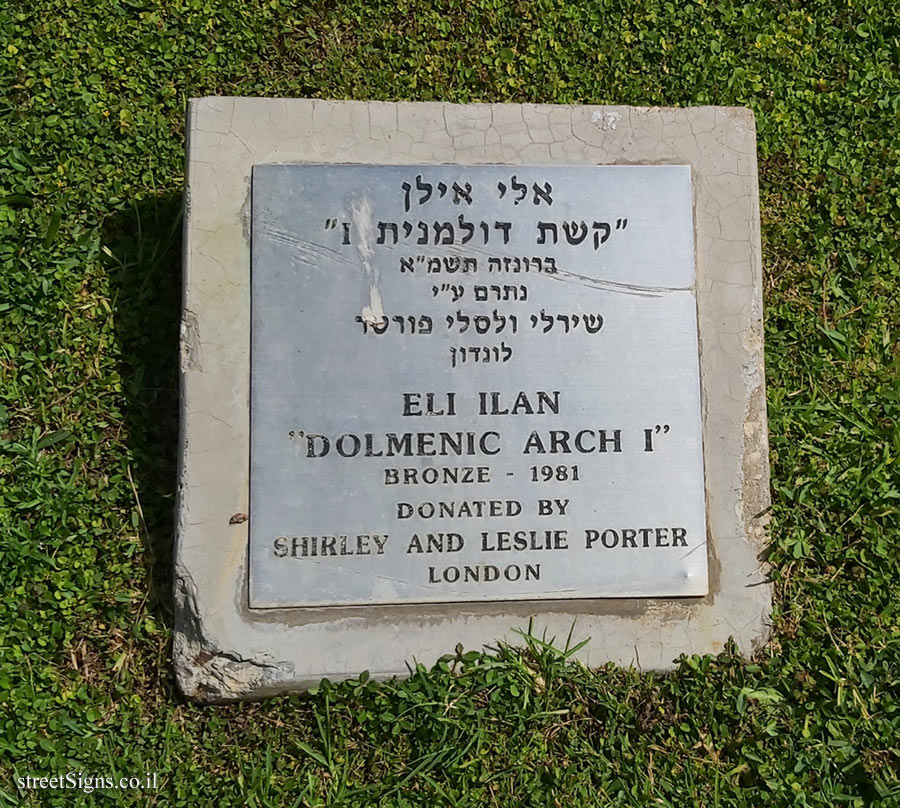 אלי אילן
"קשת דולמנית I"
ברונזה תשמ"א
נתרם ע"י
שירלי ולסלי פורטר
לונדון
ELI ILAN
"DOLMENIC ARCH I"
BRONZE - 1981
DONATED BY
SHIRLEY AND LESLIE PORTER
LONDON
streetSigns.co.il